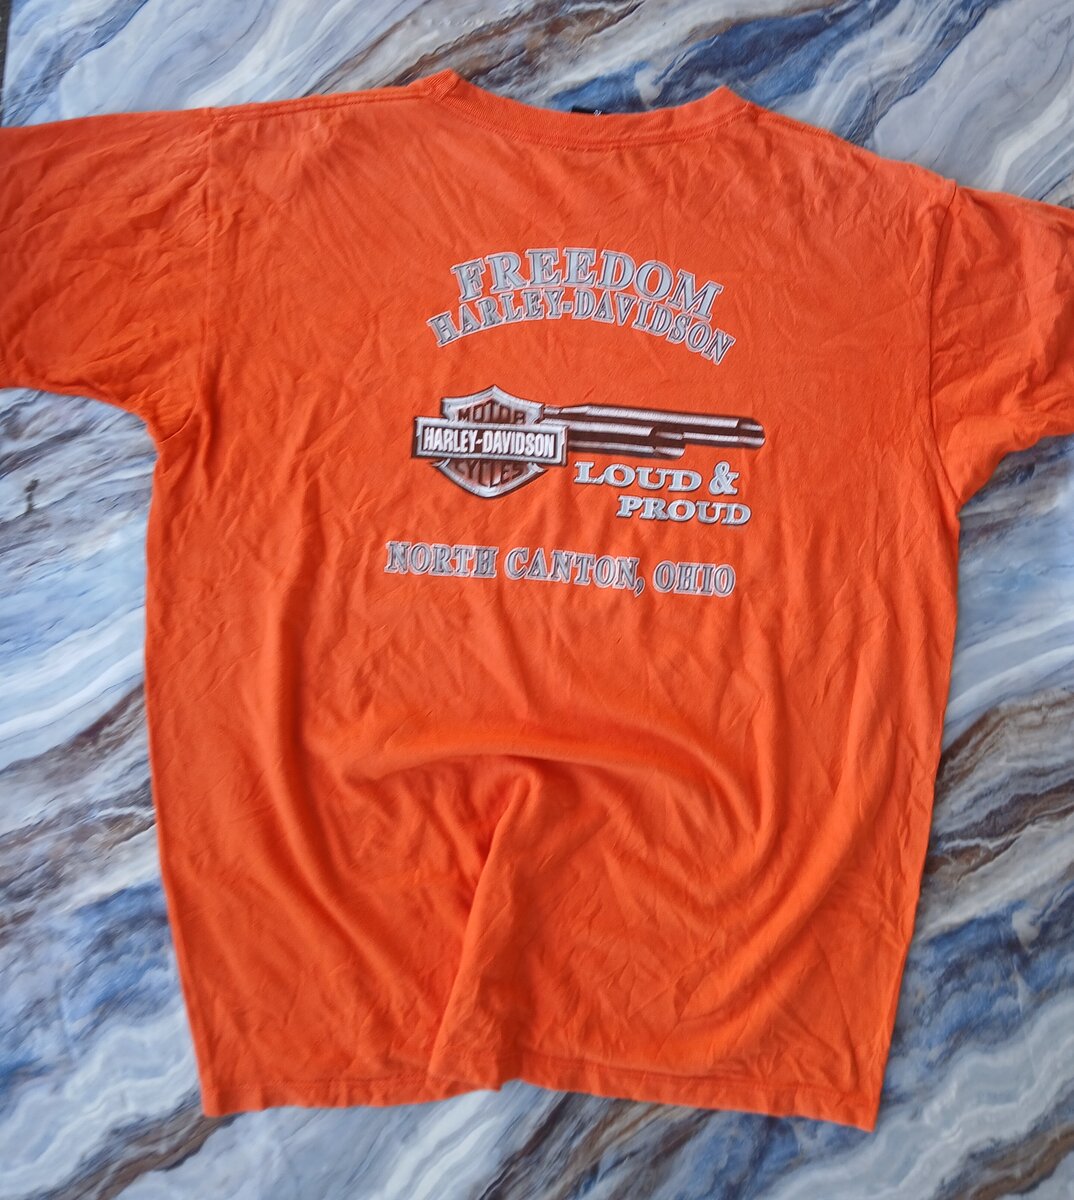 FREEDOM
HARLEY-DAVIDSON
MOTOR
HARLEY-DAVIDSON
CYCLES
LOUD &
PROUD
NORTH CANTON, OHIO